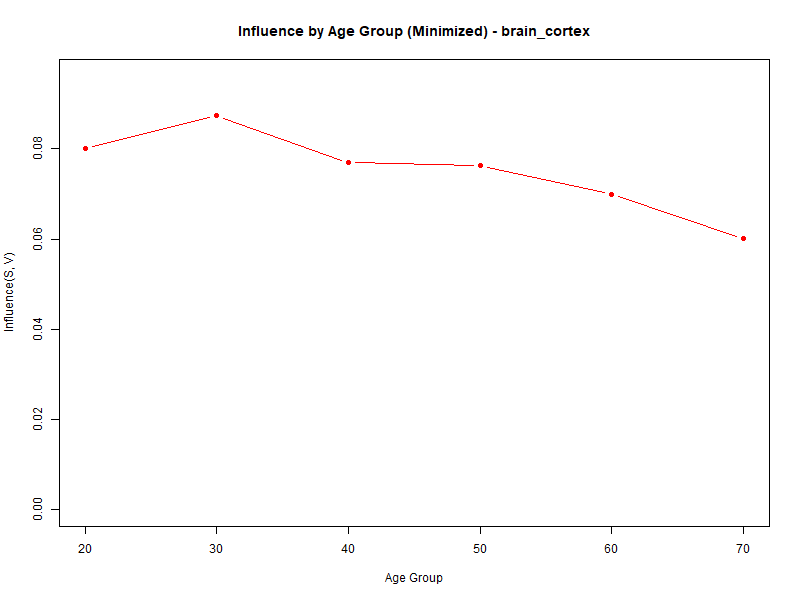 Influence by Age Group (Minimized) - brain_cortex
Influence(S, V)
0.08
0.06
0.04
0.02
0.00
20 30 40 50 60 70
Age Group